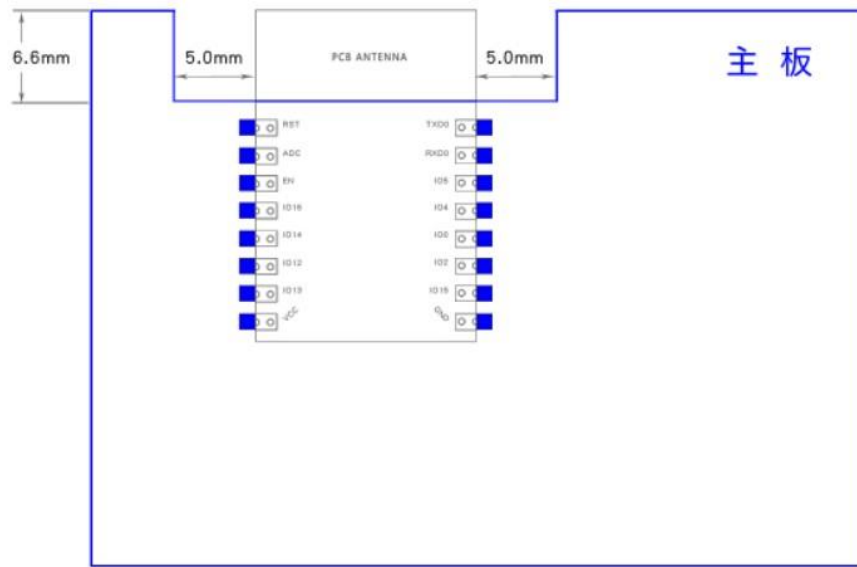 6.6mm
5.0mm
PCB ANTENNA
5.0mm
主板
RST
TXD0
ADC
RXD0
EN
IO5
IO16
IO4
IO14
IO0
IO12
IO2
IO13
IO15
VCC
GND